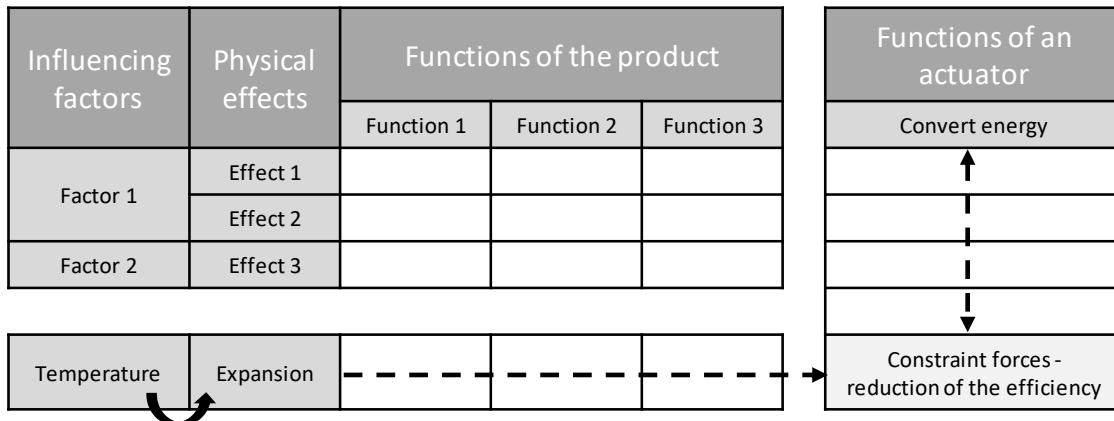 Influencing
factors
Physical
effects
Functions of the product
Function 1
Function 2
Function 3
Factor 1
Effect 1
Effect 2
Factor 2
Effect 3
Temperature
Expansion
Functions of an
actuator
Convert energy
Constraint forces -
reduction of the efficiency